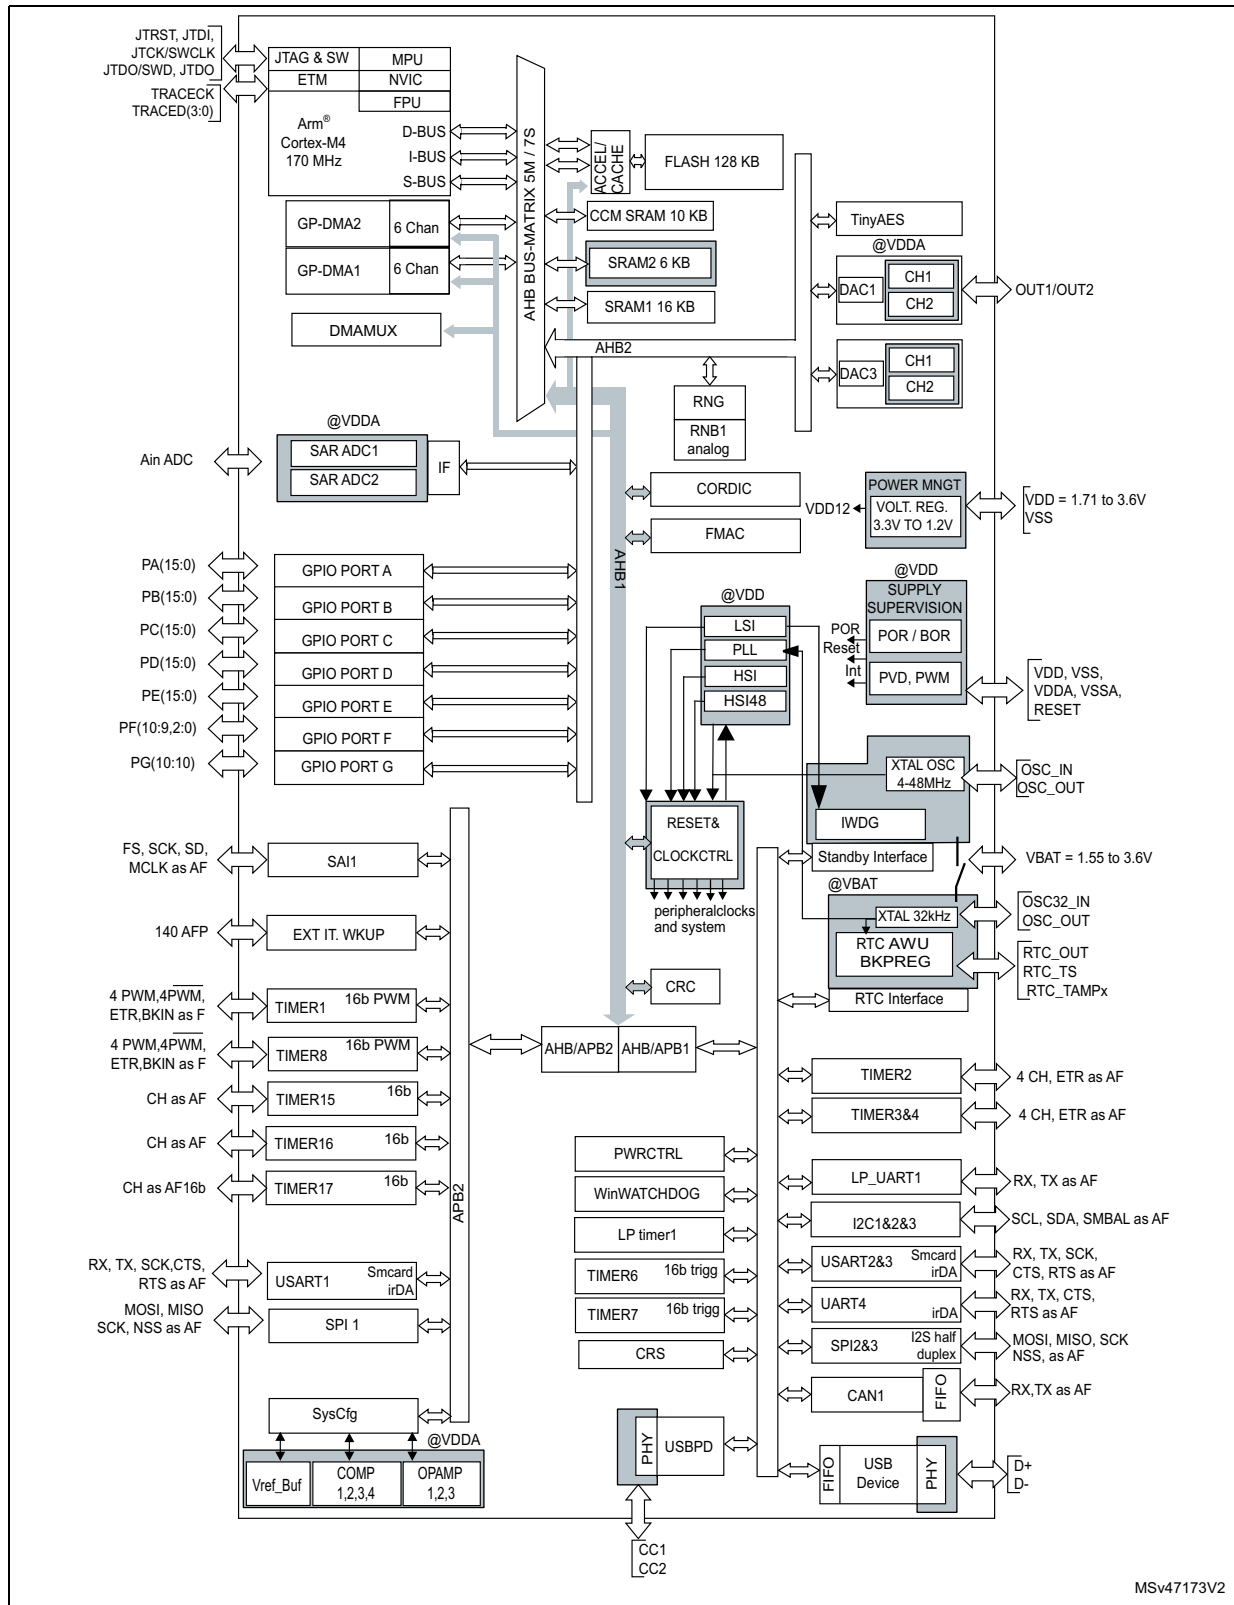 JTRST, JTDI,
JTCK/SWCLK
JTDO/SWD, JTDO
TRACECK
TRACED(3:0)
JTAG & SW
MPU
ETM
NVIC
FPU
Arm®
Cortex-M4
170 MHz
D-BUS
I-BUS
S-BUS
GP-DMA2
6 Chan
GP-DMA1
6 Chan
DMAMUX
AHB BUS-MATRIX 5M / 7S
ACCEL/
CACHE
FLASH 128 KB
CCM SRAM 10 KB
SRAM2 6 KB
SRAM1 16 KB
AHB2
RNG
RNB1
analog
TinyAES
@VDDA
DAC1
CH1
CH2
OUT1/OUT2
DAC3
CH1
CH2
@VDDA
Ain ADC
SAR ADC1
SAR ADC2
IF
CORDIC
FMAC
AHB1
POWER MNGT
VDD12
VOLT. REG.
3.3V TO 1.2V
VDD = 1.71 to 3.6V
VSS
PA(15:0)
GPIO PORT A
PB(15:0)
GPIO PORT B
PC(15:0)
GPIO PORT C
PD(15:0)
GPIO PORT D
PE(15:0)
GPIO PORT E
PF(10:9,2:0)
GPIO PORT F
PG(10:10)
GPIO PORT G
@VDD
LSI
PLL
HSI
HSI48
@VDD
SUPPLY
SUPERVISION
POR
Reset
Int
POR / BOR
PVD, PWM
VDD, VSS,
VDDA, VSSA,
RESET
XTAL OSC
4-48MHz
OSC_IN
OSC_OUT
IWDG
RESET&
CLOCKCTRL
peripheralclocks
and system
Standby Interface
VBAT = 1.55 to 3.6V
@VBAT
XTAL 32kHz
OSC32_IN
OSC_OUT
RTC AWU
BKPREG
RTC_OUT
RTC_TS
RTC_TAMPx
RTC Interface
CRC
FS, SCK, SD,
MCLK as AF
SAI1
140 AFP
EXT IT. WKUP
4 PWM,4PWM,
ETR,BKIN as F
TIMER1
16b PWM
4 PWM,4PWM,
ETR,BKIN as F
TIMER8
16b PWM
CH as AF
TIMER15
16b
CH as AF
TIMER16
16b
CH as AF16b
TIMER17
16b
APB2
AHB/APB2
AHB/APB1
RX, TX, SCK,CTS,
RTS as AF
USART1
Smcard
irDA
MOSI, MISO
SCK, NSS as AF
SPI 1
SysCfg
@VDDA
Vref_Buf
COMP
1,2,3,4
OPAMP
1,2,3
PWRCTRL
WinWATCHDOG
LP timer1
TIMER6
16b trigg
TIMER7
16b trigg
CRS
PHY
USBPD
CC1
CC2
TIMER2
4 CH, ETR as AF
TIMER3&4
4 CH, ETR as AF
LP_UART1
RX, TX as AF
I2C1&2&3
SCL, SDA, SMBAL as AF
USART2&3
Smcard
irDA
RX, TX, SCK,
CTS, RTS as AF
UART4
irDA
RX, TX, CTS,
RTS as AF
SPI2&3
I2S half
duplex
MOSI, MISO, SCK
NSS, as AF
CAN1
FIFO
RX,TX as AF
FIFO
USB
Device
PHY
D+
D-
MSv47173V2